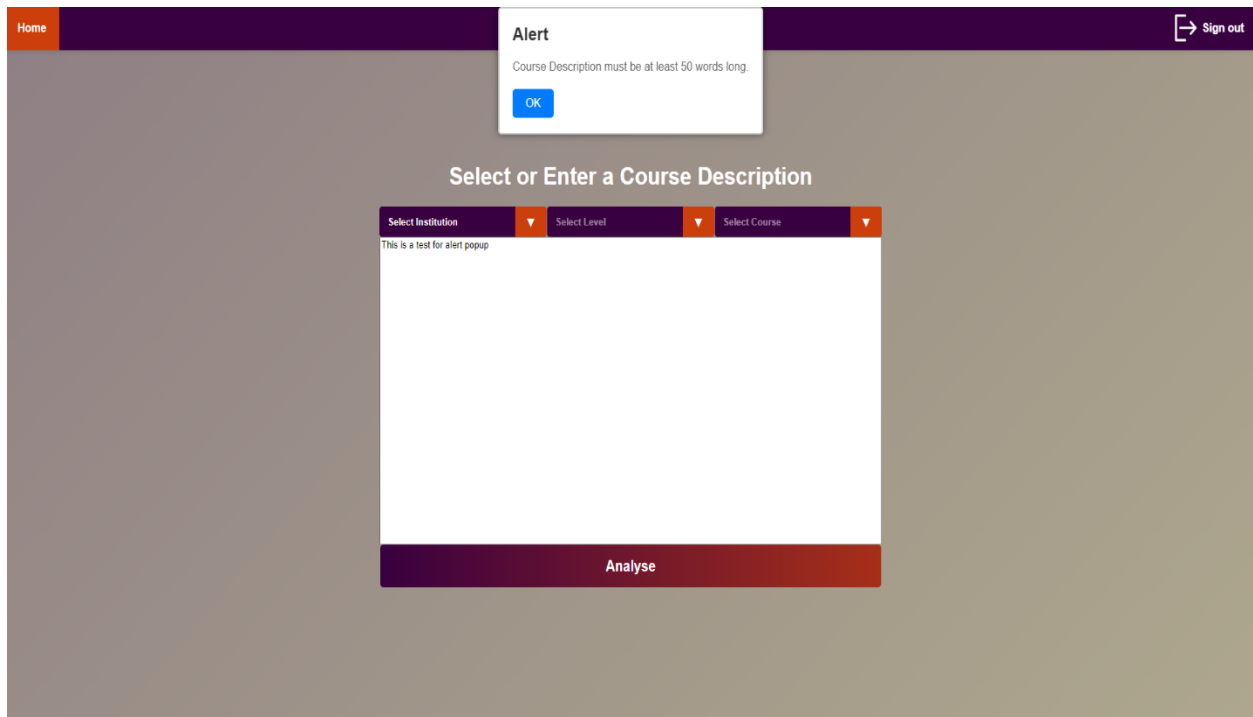 Home
Alert
Sign out
Course Description must be at least 50 words long.
OK
Select or Enter a Course Description
Select Institution
Select Level
Select Course
This is a test for alert popup
Analyse